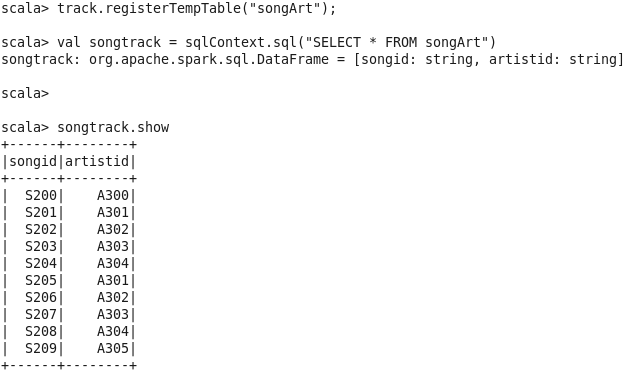 scala> track.registerTempTable("songArt");
scala> val songtrack = sqlContext.sql("SELECT * FROM songArt")
songtrack: org.apache.spark.sql.DataFrame = [songid: string, artistid: string]
scala>
scala> songtrack.show
+------+--------+
|songid|artistid|
+------+--------+
|  S200|    A300|
|  S201|    A301|
|  S202|    A302|
|  S203|    A303|
|  S204|    A304|
|  S205|    A301|
|  S206|    A302|
|  S207|    A303|
|  S208|    A304|
|  S209|    A305|
+------+--------+